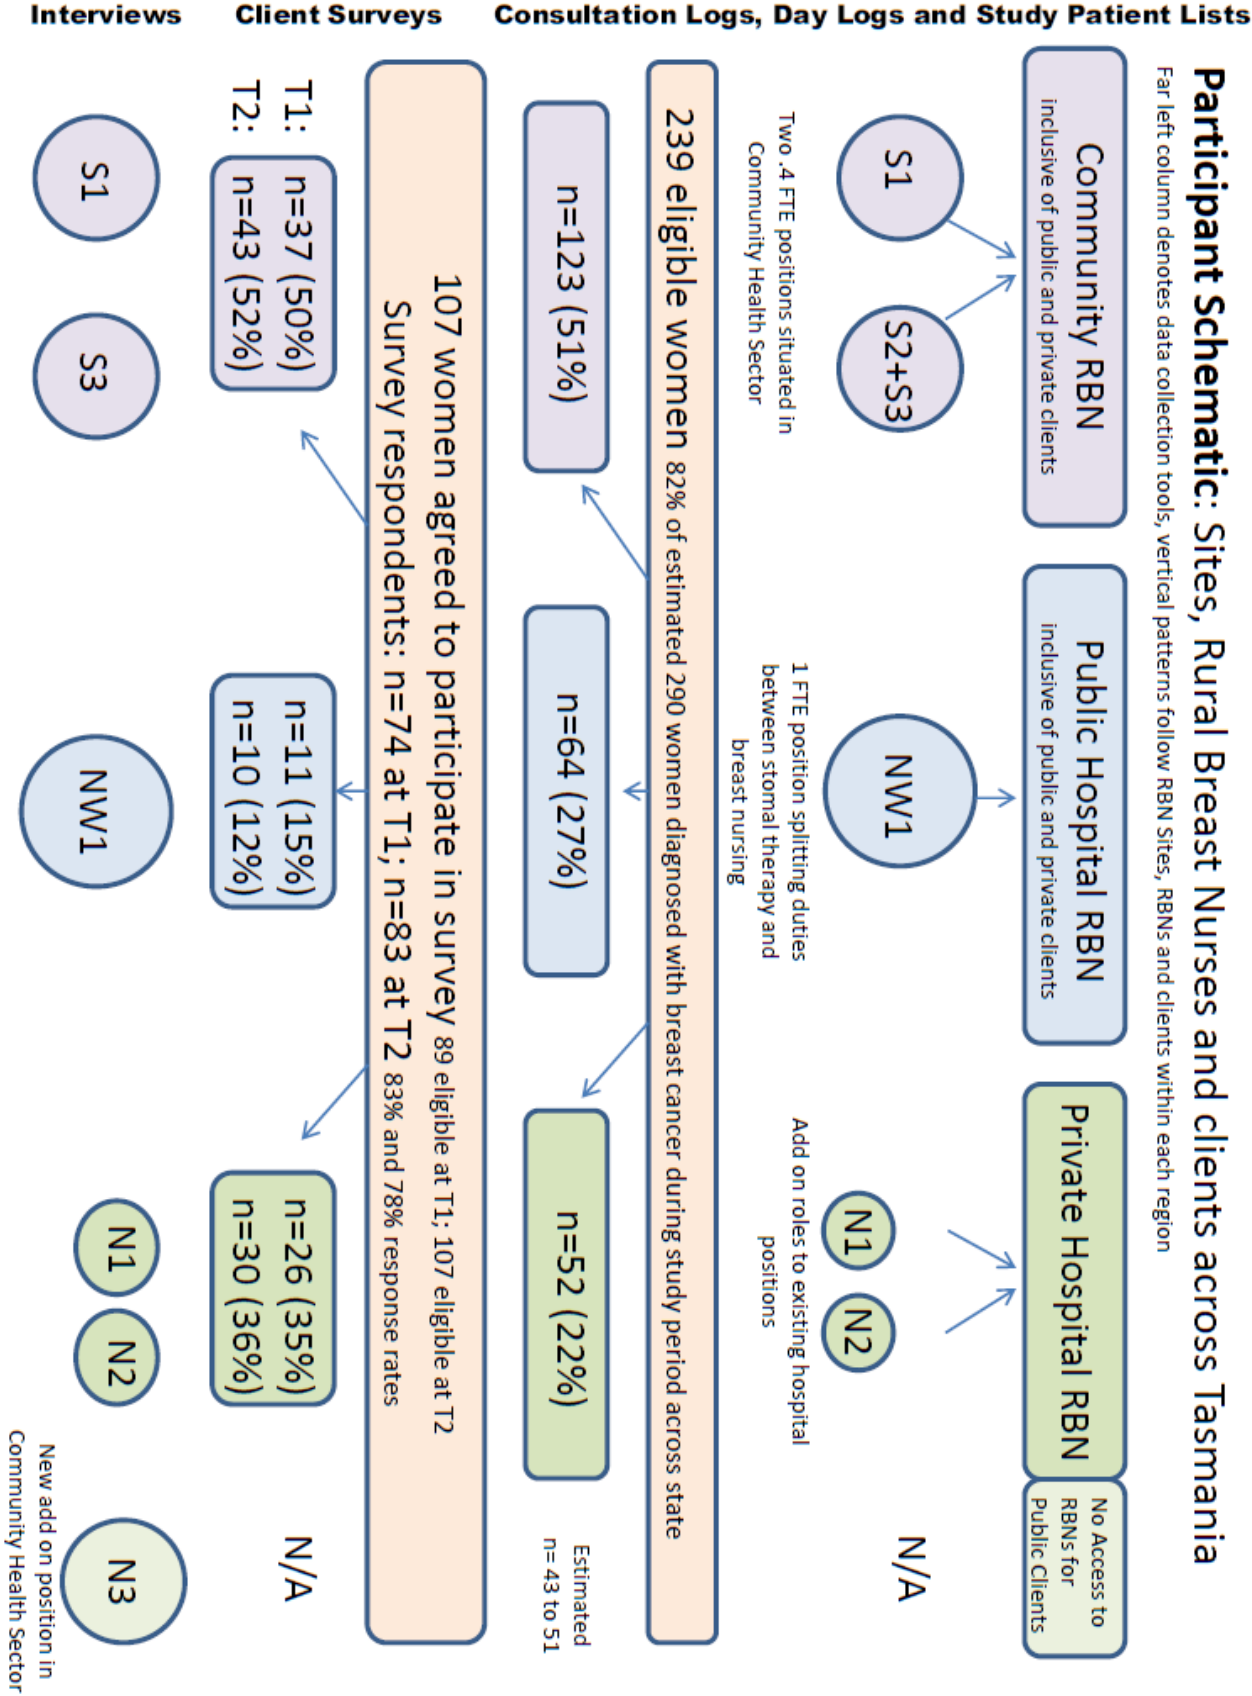 Participant Schematic: Sites, Rural Breast Nurses and clients across Tasmania
Far left column denotes data collection tools, vertical patterns follow RBN Sites, RBNs and clients within each region
Community RBN
inclusive of public and private clients
Public Hospital RBN
inclusive of public and private clients
Private Hospital RBN
No Access to
RBNs for
Public Clients
Consultation Logs, Day Logs and Study Patient Lists
S1
S2+S3
NW1
N1
N2
N/A
Two .4 FTE positions situated in
Community Health Sector
1 FTE position splitting duties
between stomal therapy and
breast nursing
Add on roles to existing hospital
positions
239 eligible women 82% of estimated 290 women diagnosed with breast cancer during study period across state
n=123 (51%)
n=64 (27%)
n=52 (22%)
Estimated
n= 43 to 51
Client Surveys
107 women agreed to participate in survey 89 eligible at T1; 107 eligible at T2
Survey respondents: n=74 at T1; n=83 at T2 83% and 78% response rates
T1:
T2:
n=37 (50%)
n=43 (52%)
n=11 (15%)
n=10 (12%)
n=26 (35%)
n=30 (36%)
N/A
Interviews
S1
S3
NW1
N1
N2
N3
New add on position in
Community Health Sector